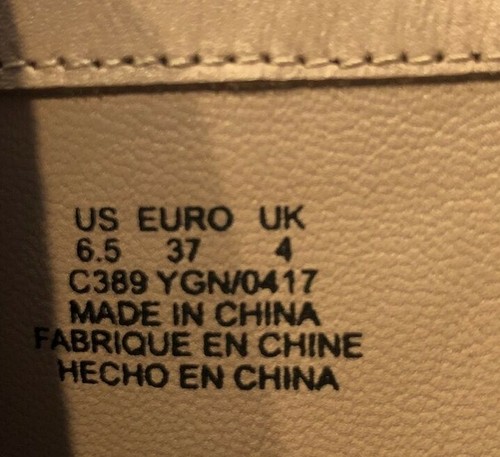 US EURO UK
6.5 37 4
C389 YGN/0417
MADE IN CHINA
FABRIQUE EN CHINE
HECHO EN CHINA